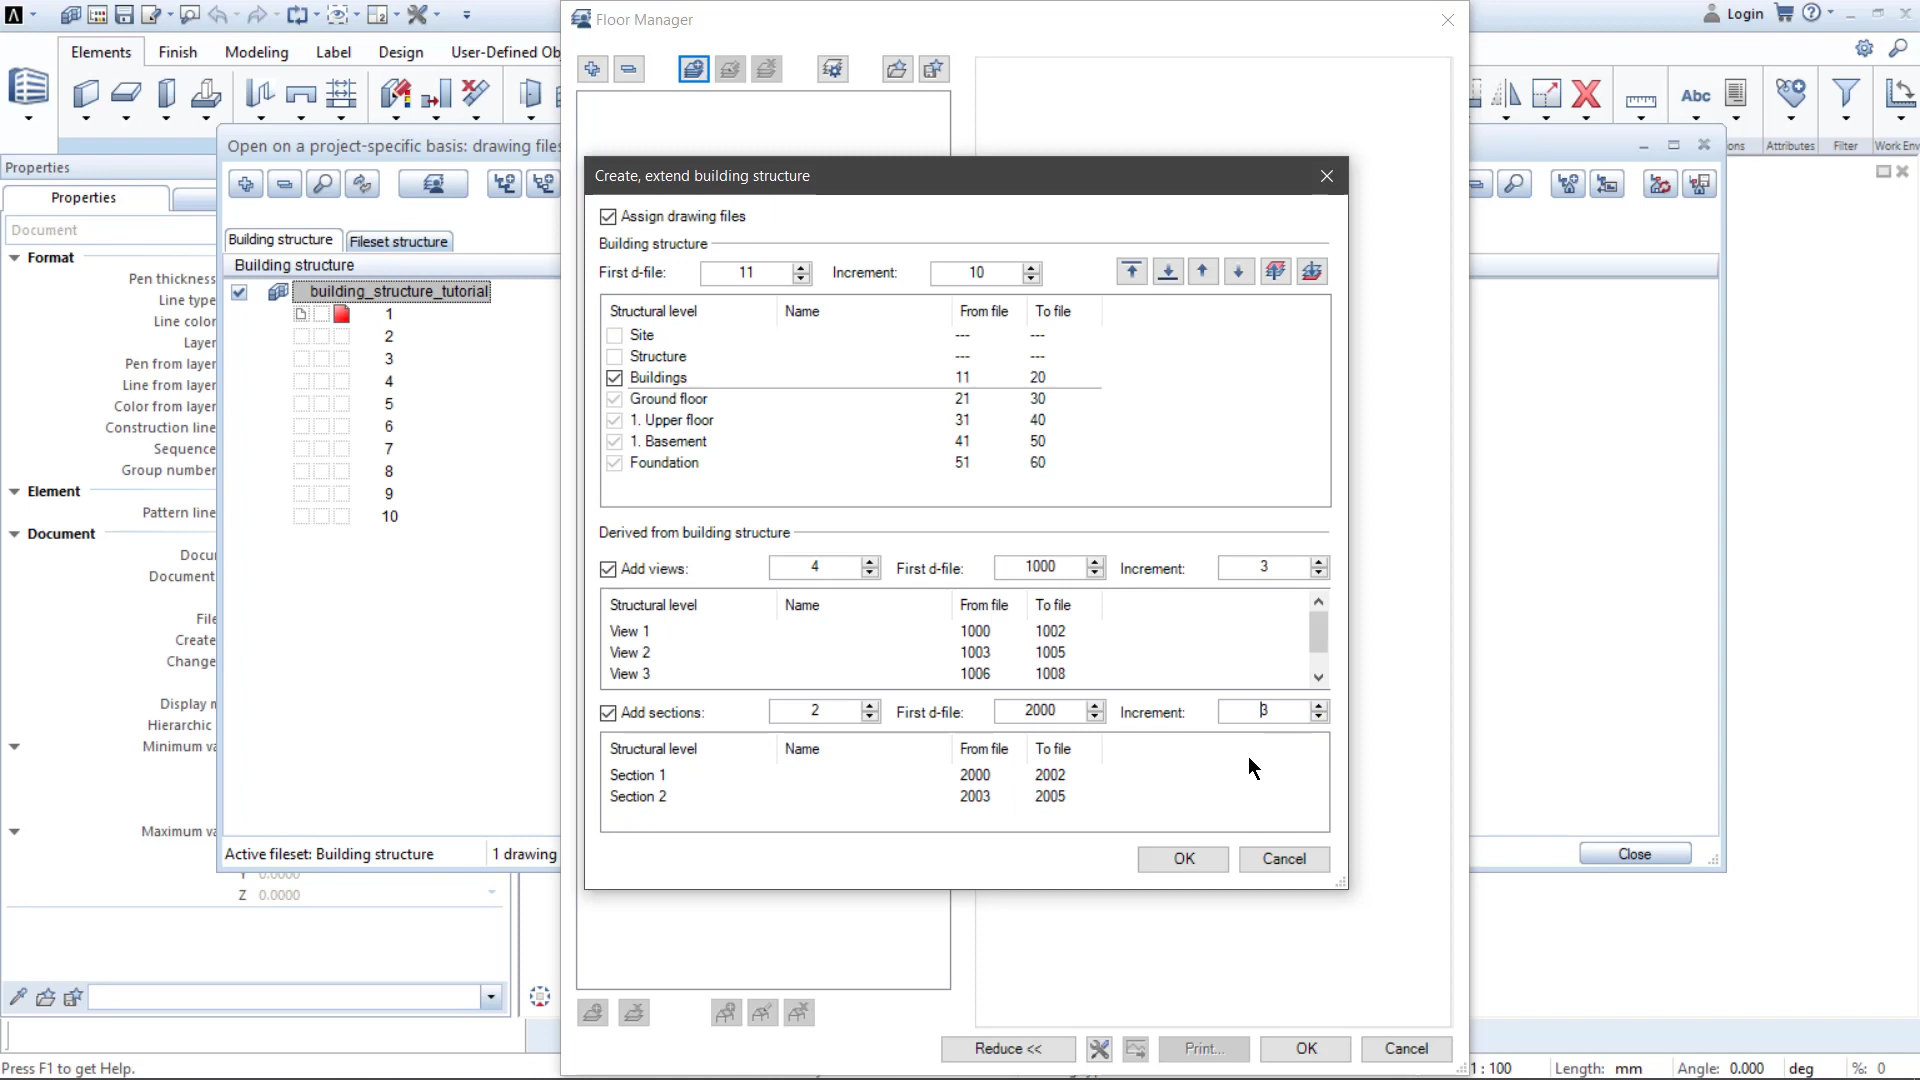 Floor Manager
Login
Elements Finish Modeling Label Design User-Defined Ob
Abc
Open on a project-specific basis: drawing files
ons Attributes Filter Work Env
Properties
Properties
Document
Format
Pen thickness
Line type
Line color
Layer
Pen from layer
Line from layer
Color from layer
Construction line
Sequence
Group number
Element
Pattern line
Document
Docu
Document
File
Create
Change
Display m
Hierarchic
Minimum va
Maximum va
Y 0.0000
Z 0.0000
Building structure Fileset structure
Building structure
building_structure_tutorial
1
2
3
4
5
6
7
8
9
10
Active fileset: Building structure 1 drawing
Create, extend building structure
Assign drawing files
Building structure
First d-file: 11 Increment: 10
Structural level Name From file To file
Site --- ---
Structure --- ---
Buildings 11 20
Ground floor 21 30
1. Upper floor 31 40
1. Basement 41 50
Foundation 51 60
Derived from building structure
Add views: 4 First d-file: 1000 Increment: 3
Structural level Name From file To file
View 1 1000 1002
View 2 1003 1005
View 3 1006 1008
Add sections: 2 First d-file: 2000 Increment: 3
Structural level Name From file To file
Section 1 2000 2002
Section 2 2003 2005
OK Cancel
Close
Reduce << Print... OK Cancel
Press F1 to get Help.
1 : 100 Length: mm Angle: 0.000 deg %: 0